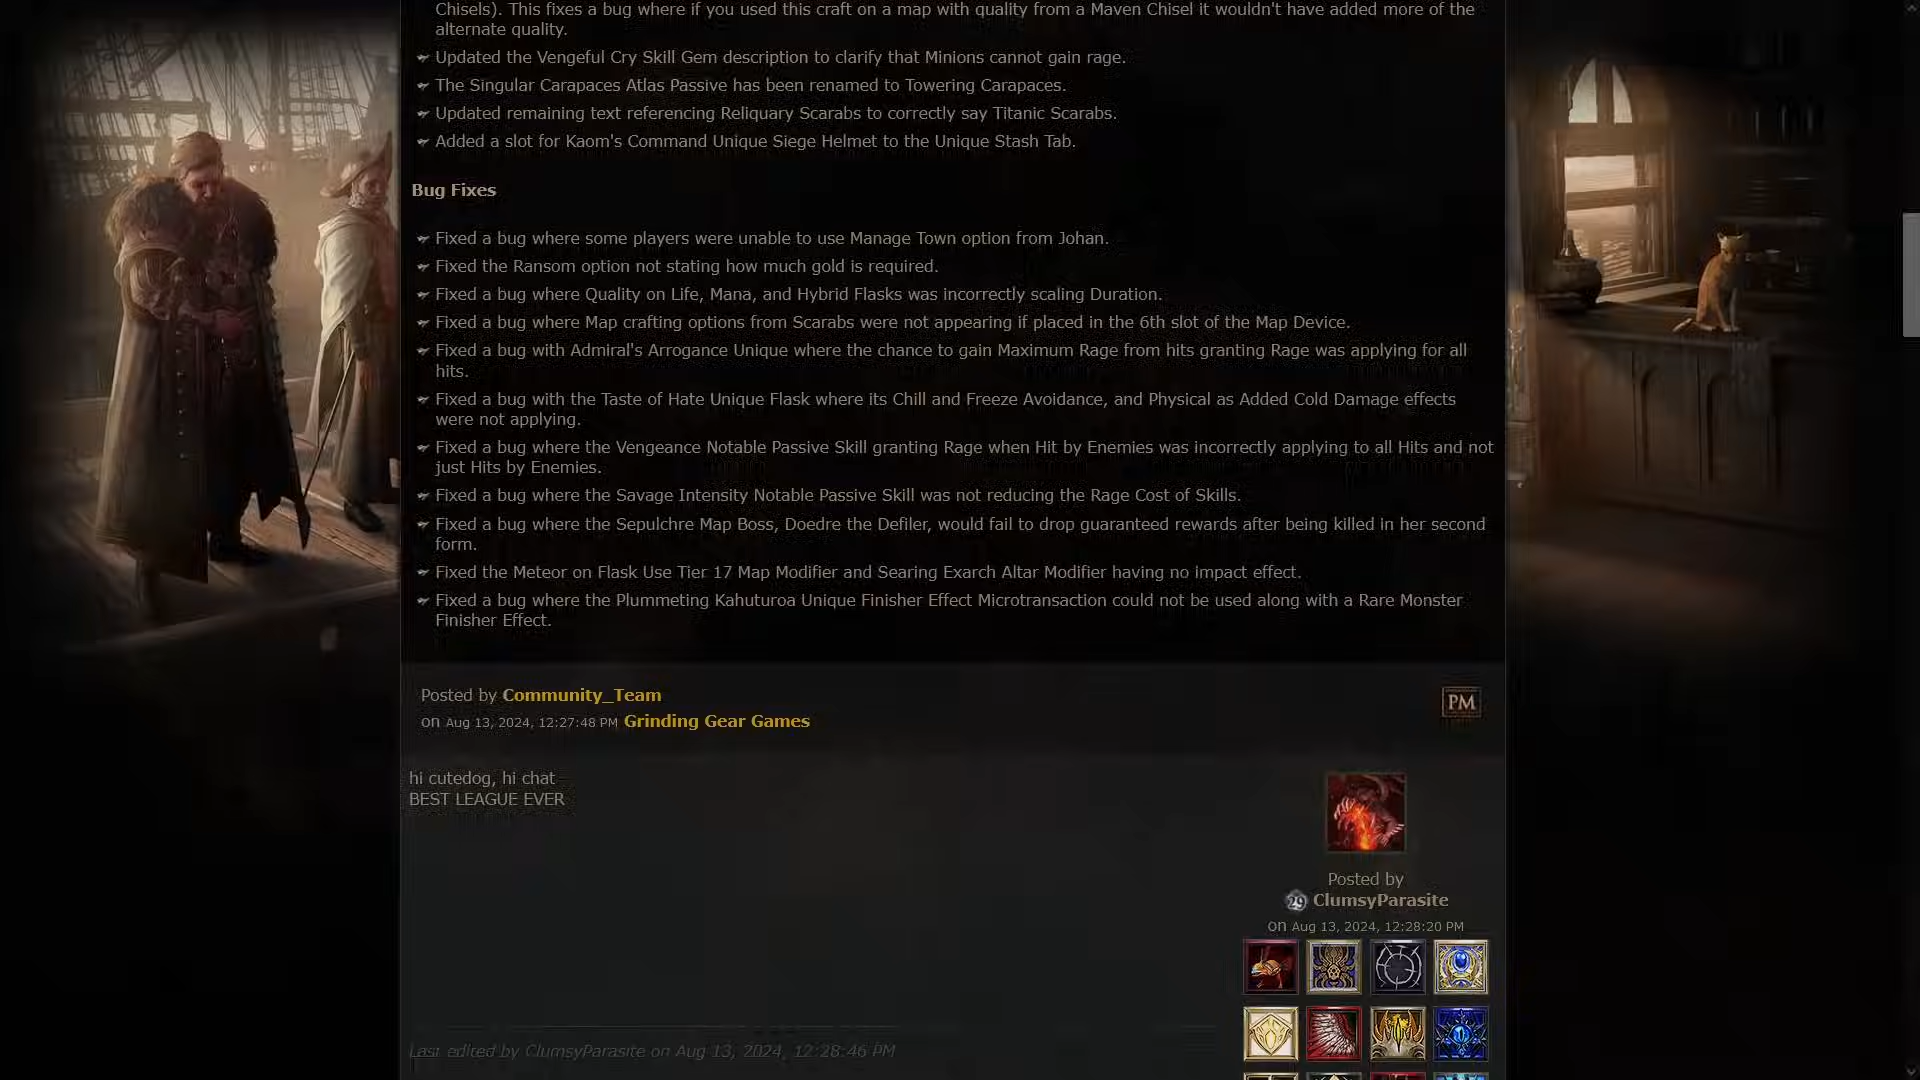 Chisels). This fixes a bug where if you used this craft on a map with quality from a Maven Chisel it wouldn't have added more of the
alternate quality.
Updated the Vengeful Cry Skill Gem description to clarify that Minions cannot gain rage.
The Singular Carapaces Atlas Passive has been renamed to Towering Carapaces.
Updated remaining text referencing Reliquary Scarabs to correctly say Titanic Scarabs.
Added a slot for Kaom's Command Unique Siege Helmet to the Unique Stash Tab.
Bug Fixes
Fixed a bug where some players were unable to use Manage Town option from Johan.
Fixed the Ransom option not stating how much gold is required.
Fixed a bug where Quality on Life, Mana, and Hybrid Flasks was incorrectly scaling Duration.
Fixed a bug where Map crafting options from Scarabs were not appearing if placed in the 6th slot of the Map Device.
Fixed a bug with Admiral's Arrogance Unique where the chance to gain Maximum Rage from hits granting Rage was applying for all
hits.
Fixed a bug with the Taste of Hate Unique Flask where its Chill and Freeze Avoidance, and Physical as Added Cold Damage effects
were not applying.
Fixed a bug where the Vengeance Notable Passive Skill granting Rage when Hit by Enemies was incorrectly applying to all Hits and not
just Hits by Enemies.
Fixed a bug where the Savage Intensity Notable Passive Skill was not reducing the Rage Cost of Skills.
Fixed a bug where the Sepulchre Map Boss, Doedre the Defiler, would fail to drop guaranteed rewards after being killed in her second
form.
Fixed the Meteor on Flask Use Tier 17 Map Modifier and Searing Exarch Altar Modifier having no impact effect.
Fixed a bug where the Plummeting Kahuturoa Unique Finisher Effect Microtransaction could not be used along with a Rare Monster
Finisher Effect.
Posted by Community_Team
on Aug 13, 2024, 12:27:48 PM Grinding Gear Games
PM
hi cutedog, hi chat
BEST LEAGUE EVER
Posted by
29 ClumsyParasite
on Aug 13, 2024, 12:28:20 PM
Last edited by ClumsyParasite on Aug 13, 2024, 12:28:46 PM